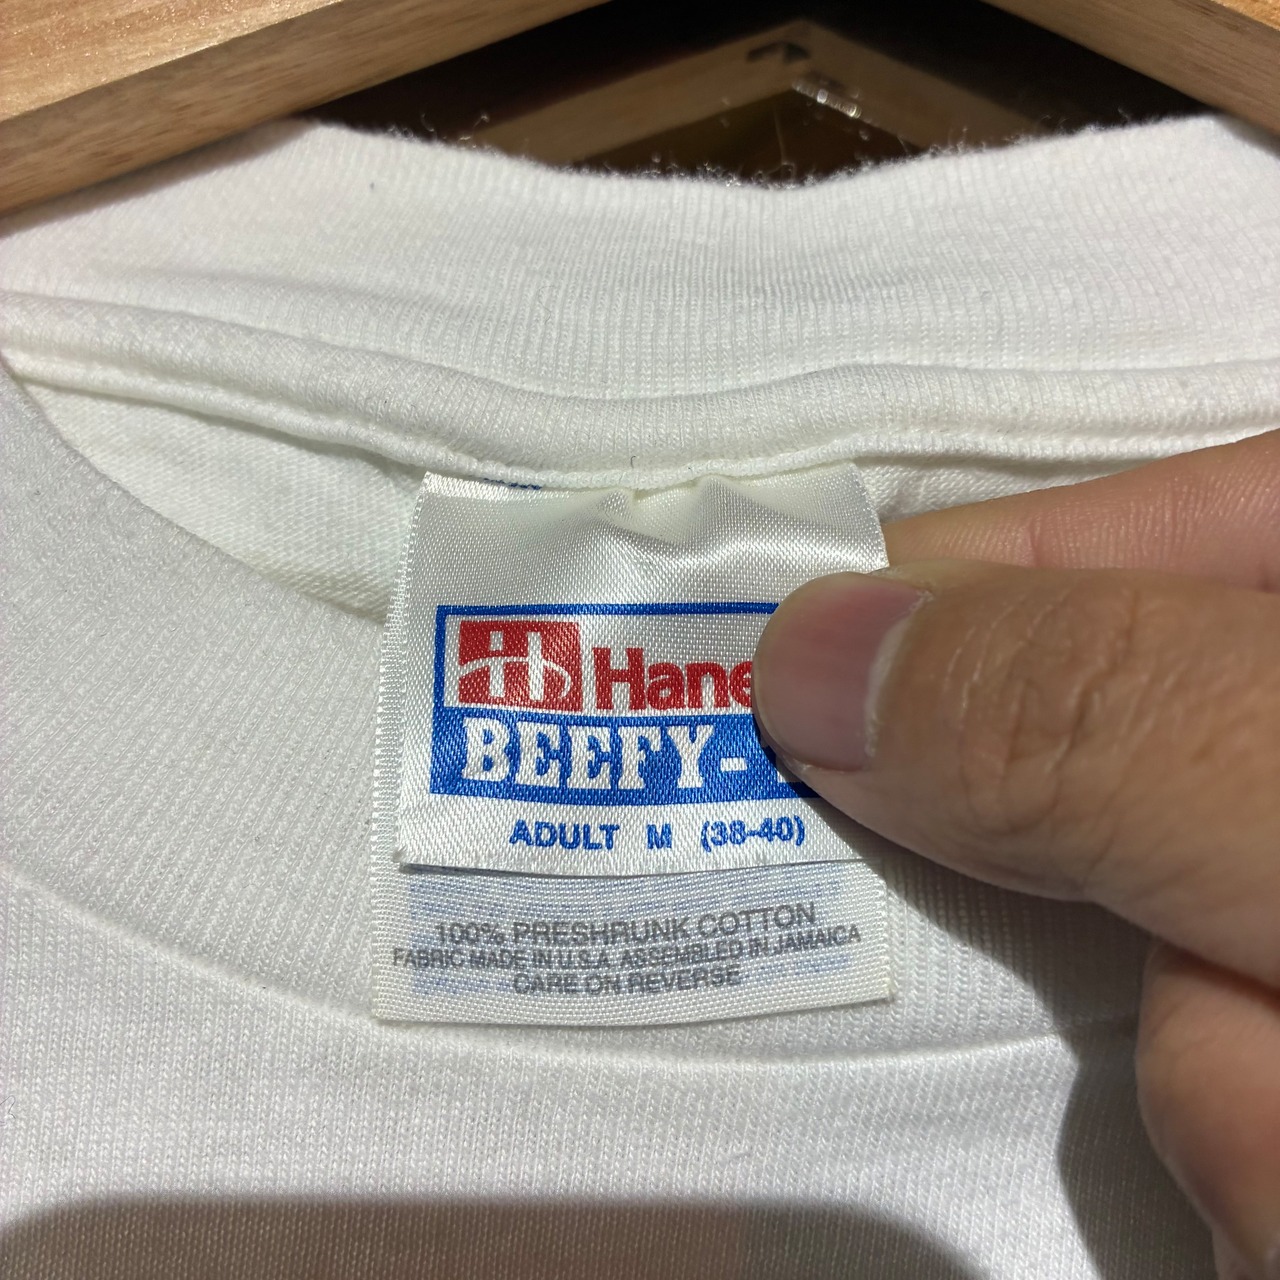 Hane
BEEFY-
ADULT M (38-40)
100% PRESHRUNK COTTON
FABRIC MADE IN U.S.A. ASSEMBLED IN JAMAICA
CARE ON REVERSE